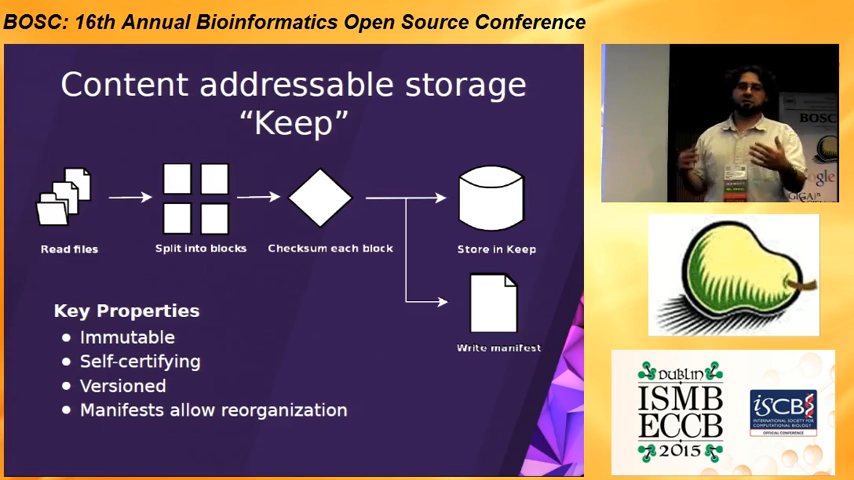 BOSC: 16th Annual Bioinformatics Open Source Conference
Content addressable storage
“Keep”
Read files
Split into blocks
Checksum each block
Store in Keep
Write manifest
Key Properties
Immutable
Self-certifying
Versioned
Manifests allow reorganization
BOSC
Google
DUBLIN
ISMB
ECCB
2015
iSCB
INTERNATIONAL SOCIETY FOR
COMPUTATIONAL BIOLOGY
OFFICIAL CONFERENCE